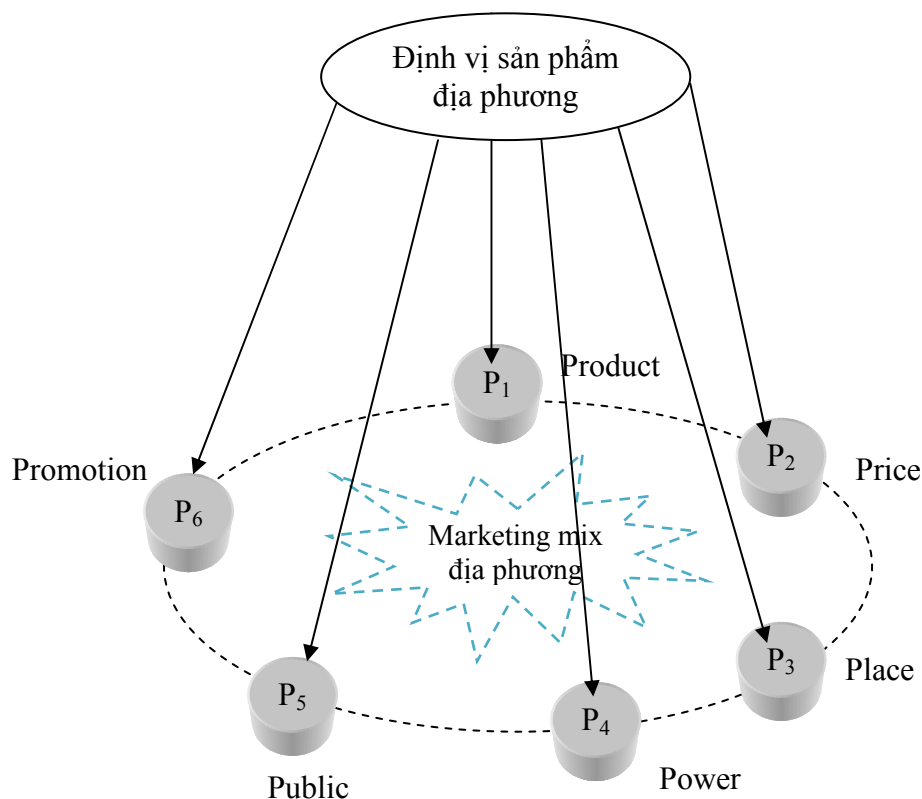 Định vị sản phẩm
địa phương
P₁
Product
P₂
Price
Promotion
P₆
Marketing mix
địa phương
P₃
Place
P₅
P₄
Public
Power